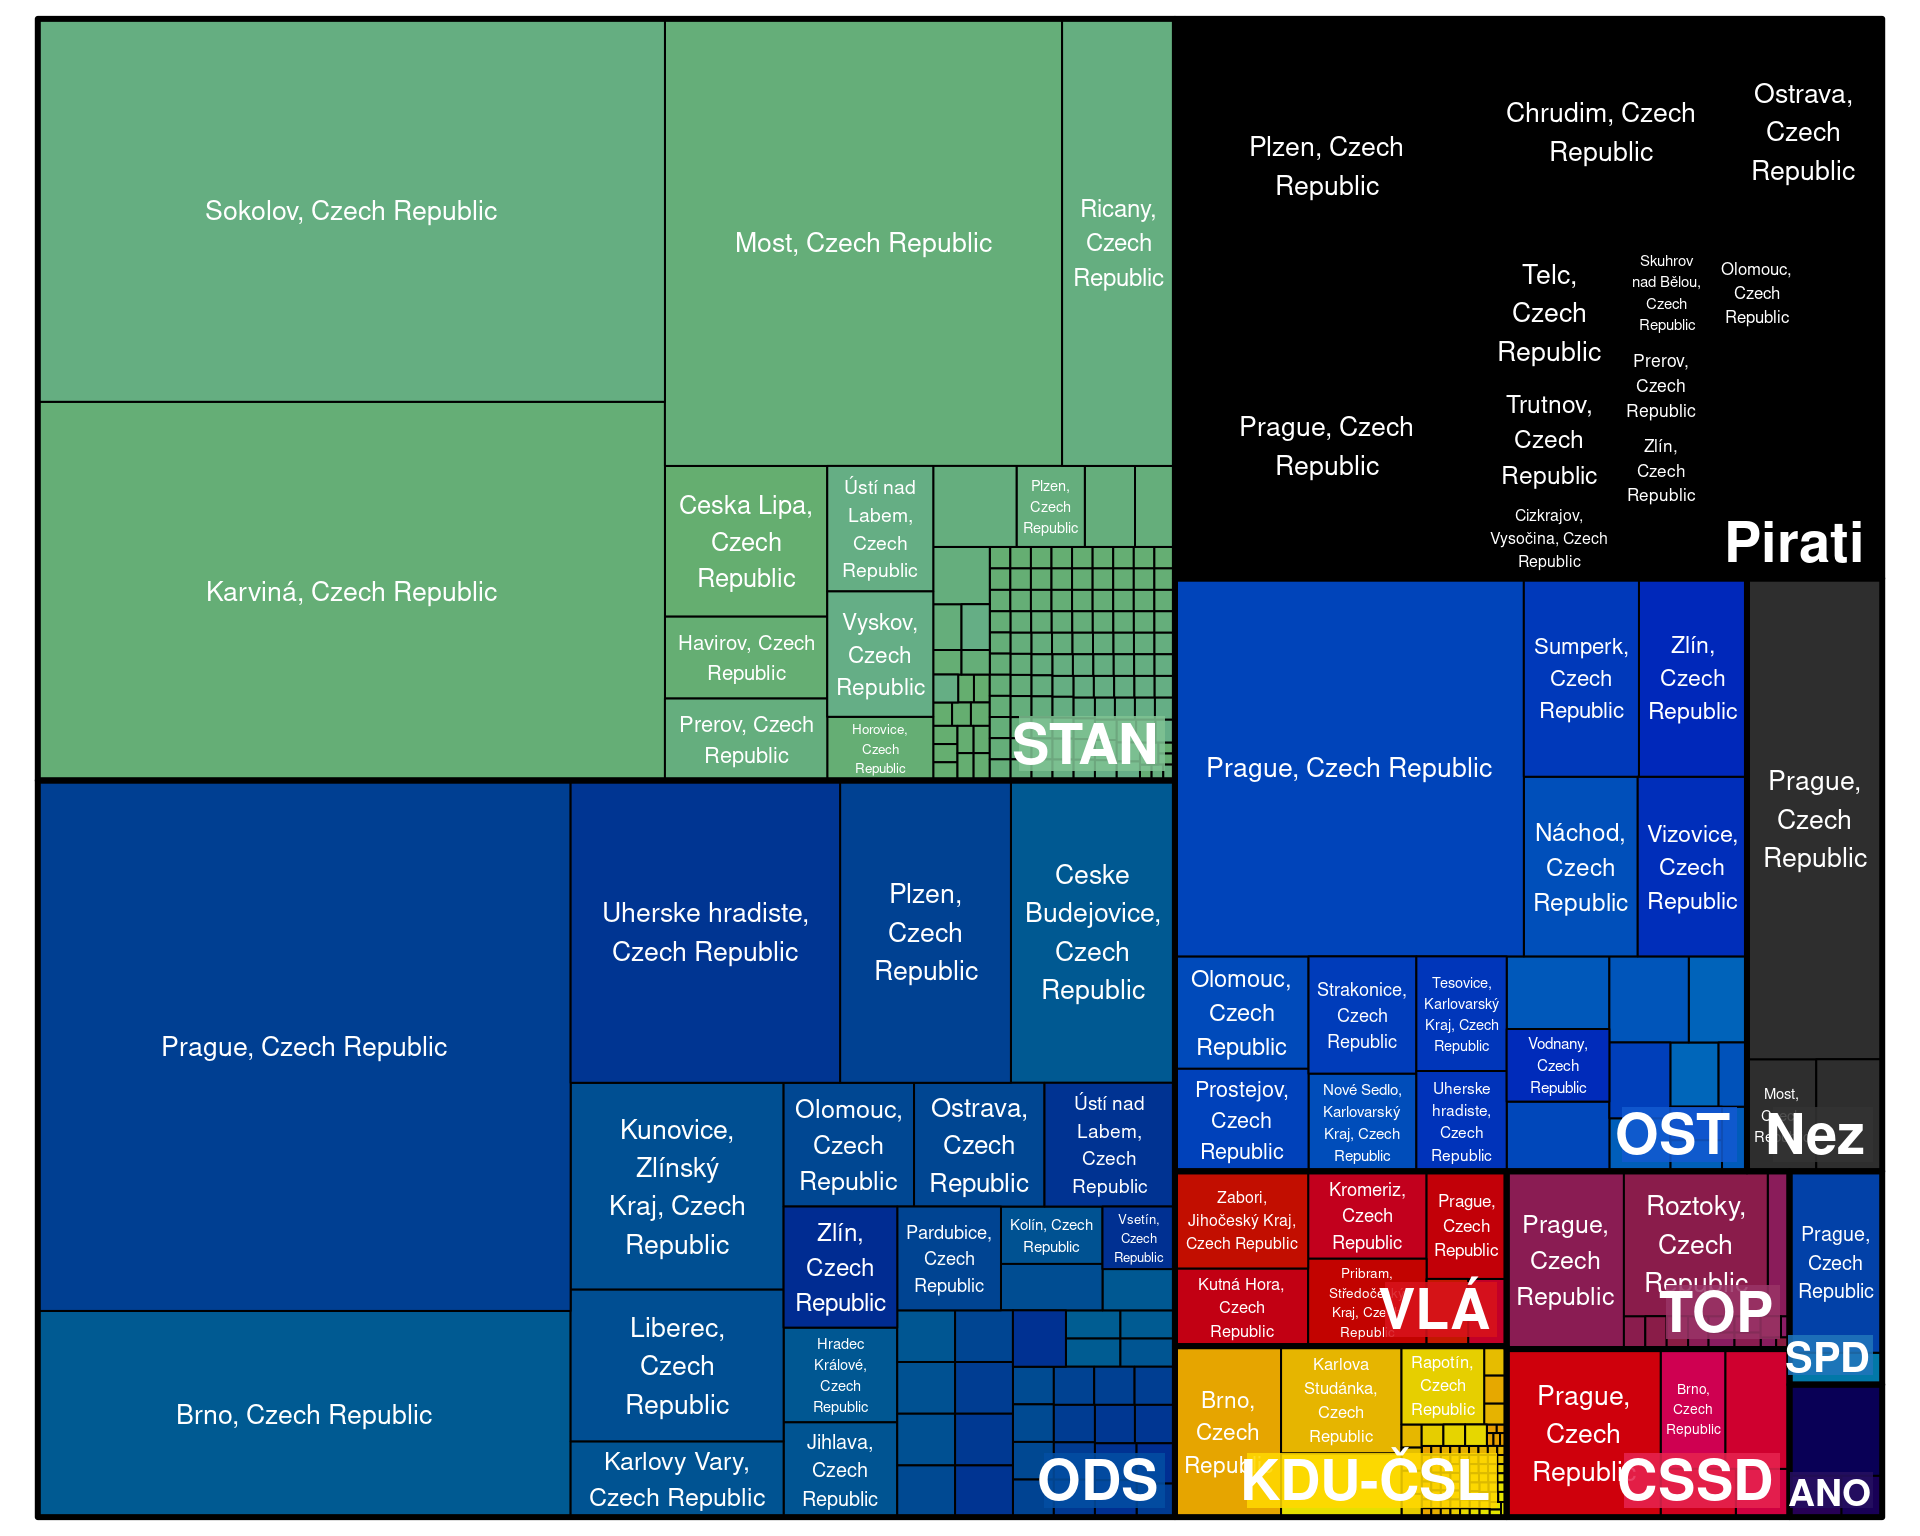 Sokolov, Czech Republic
Karviná, Czech Republic
Most, Czech Republic
Ricany,
Czech
Republic
Ceska Lipa,
Czech
Republic
Havirov, Czech
Republic
Prerov, Czech
Republic
Ústí nad
Labem,
Czech
Republic
Vyskov,
Czech
Republic
Horovice,
Czech
Republic
Plzen,
Czech
Republic
STAN
Plzen, Czech
Republic
Prague, Czech
Republic
Chrudim, Czech
Republic
Ostrava,
Czech
Republic
Telc,
Czech
Republic
Trutnov,
Czech
Republic
Cizkrajov,
Vysočina, Czech
Republic
Skuhrov
nad Bělou,
Czech
Republic
Prerov,
Czech
Republic
Zlín,
Czech
Republic
Olomouc,
Czech
Republic
Pirati
Prague, Czech Republic
Brno, Czech Republic
Uherske hradiste,
Czech Republic
Plzen,
Czech
Republic
Ceske
Budejovice,
Czech
Republic
Kunovice,
Zlínský
Kraj, Czech
Republic
Liberec,
Czech
Republic
Karlovy Vary,
Czech Republic
Olomouc,
Czech
Republic
Ostrava,
Czech
Republic
Ústí nad
Labem,
Czech
Republic
Zlín,
Czech
Republic
Hradec
Králové,
Czech
Republic
Jihlava,
Czech
Republic
Pardubice,
Czech
Republic
Kolín, Czech
Republic
Vsetín,
Czech
Republic
ODS
Prague, Czech Republic
Sumperk,
Czech
Republic
Zlín,
Czech
Republic
Náchod,
Czech
Republic
Vizovice,
Czech
Republic
Olomouc,
Czech
Republic
Prostejov,
Czech
Republic
Strakonice,
Czech
Republic
Nové Sedlo,
Karlovarský
Kraj, Czech
Republic
Tesovice,
Karlovarský
Kraj, Czech
Republic
Uherske
hradiste,
Czech
Republic
Vodnany,
Czech
Republic
OST
Prague,
Czech
Republic
Most,
Nez
Zabori,
Jihočeský Kraj,
Czech Republic
Kutná Hora,
Czech
Republic
Kromeriz,
Czech
Republic
Pribram,
Středočeský
Kraj, Czech
Republic
Prague,
Czech
Republic
VLÁ
Prague,
Czech
Republic
Roztoky,
Czech
Republic
TOP
Prague,
Czech
Republic
SPD
Brno,
Czech
Republic
Karlova
Studánka,
Czech
Republic
Rapotín,
Czech
Republic
KDU-ČSL
Prague,
Czech
Republic
Brno,
Czech
Republic
CSSD
ANO